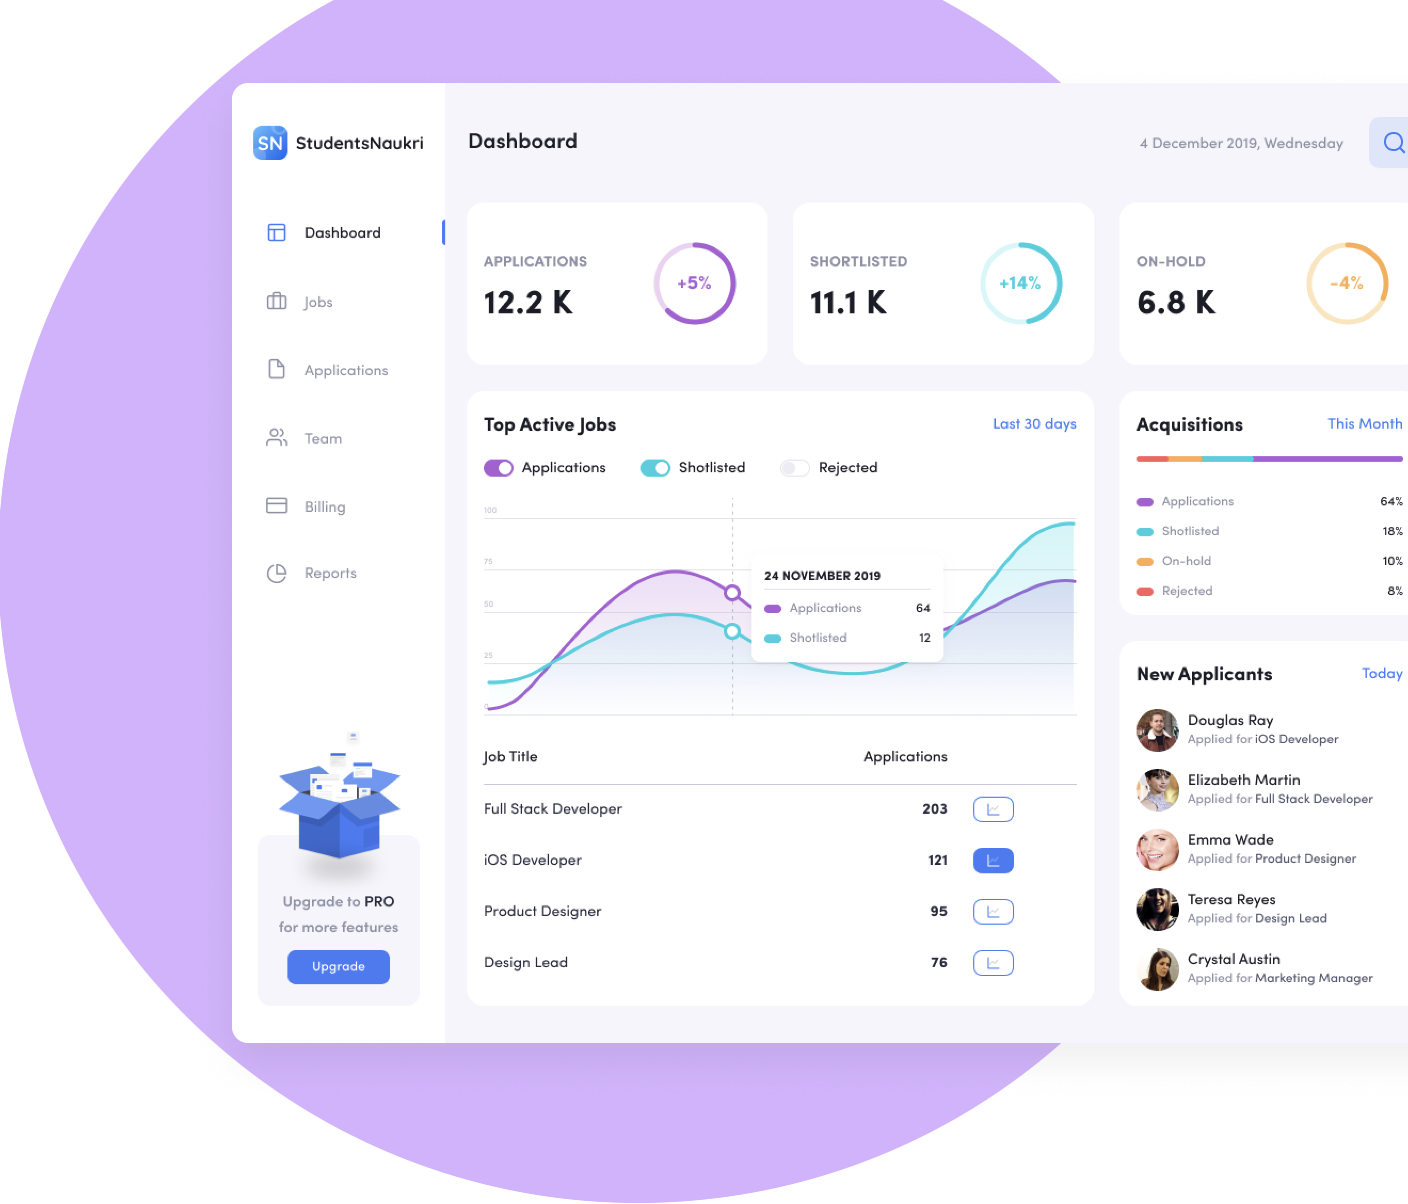 SN StudentsNaukri
Dashboard
Jobs
Applications
Team
Billing
Reports
Upgrade to PRO
for more features
Upgrade
Dashboard
4 December 2019, Wednesday
APPLICATIONS
12.2 K
+5%
SHORTLISTED
11.1 K
+14%
ON-HOLD
6.8 K
-4%
Top Active Jobs
Last 30 days
Applications
Shotlisted
Rejected
100
75
50
25
0
24 NOVEMBER 2019
Applications 64
Shotlisted 12
Job Title Applications
Full Stack Developer 203
iOS Developer 121
Product Designer 95
Design Lead 76
Acquisitions
This Month
Applications 64%
Shotlisted 18%
On-hold 10%
Rejected 8%
New Applicants
Today
Douglas Ray
Applied for iOS Developer
Elizabeth Martin
Applied for Full Stack Developer
Emma Wade
Applied for Product Designer
Teresa Reyes
Applied for Design Lead
Crystal Austin
Applied for Marketing Manager